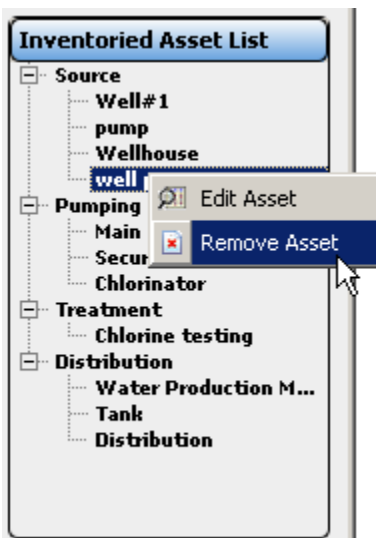 Inventoried Asset List
Source
Well#1
pump
Wellhouse
well
Edit Asset
Pumping
Remove Asset
Main
Secur
Chlorinator
Treatment
Chlorine testing
Distribution
Water Production M...
Tank
Distribution